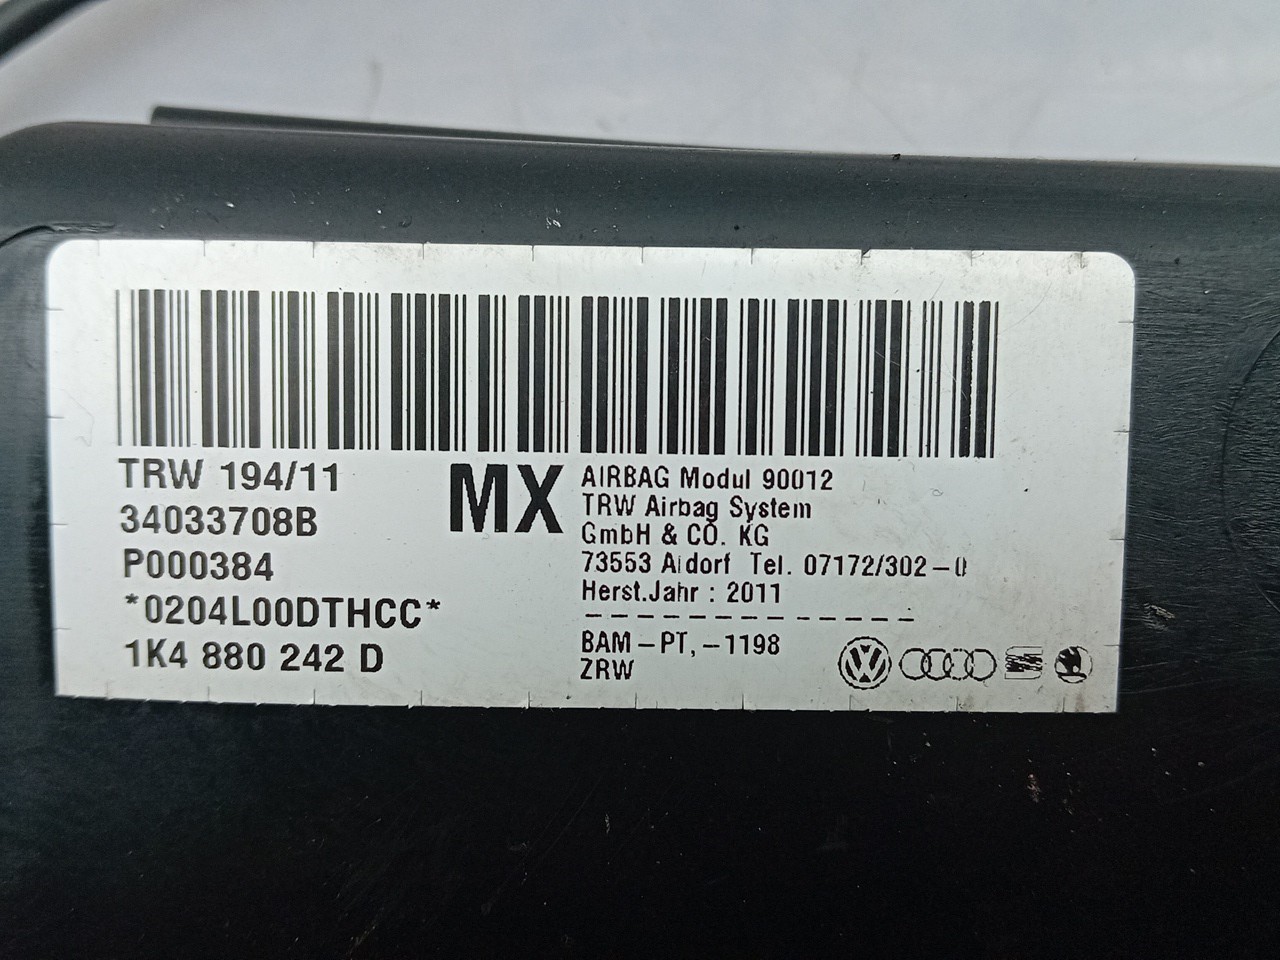 TRW 194/11
34033708B
P000384
*0204L00DTHCC*
1K4 880 242 D
MX
AIRBAG Modul 90012
TRW Airbag System
GmbH & CO. KG
73553 Aldorf Tel. 07172/302-0
Herst.Jahr : 2011
-------------
BAM-PT,-1198
ZRW